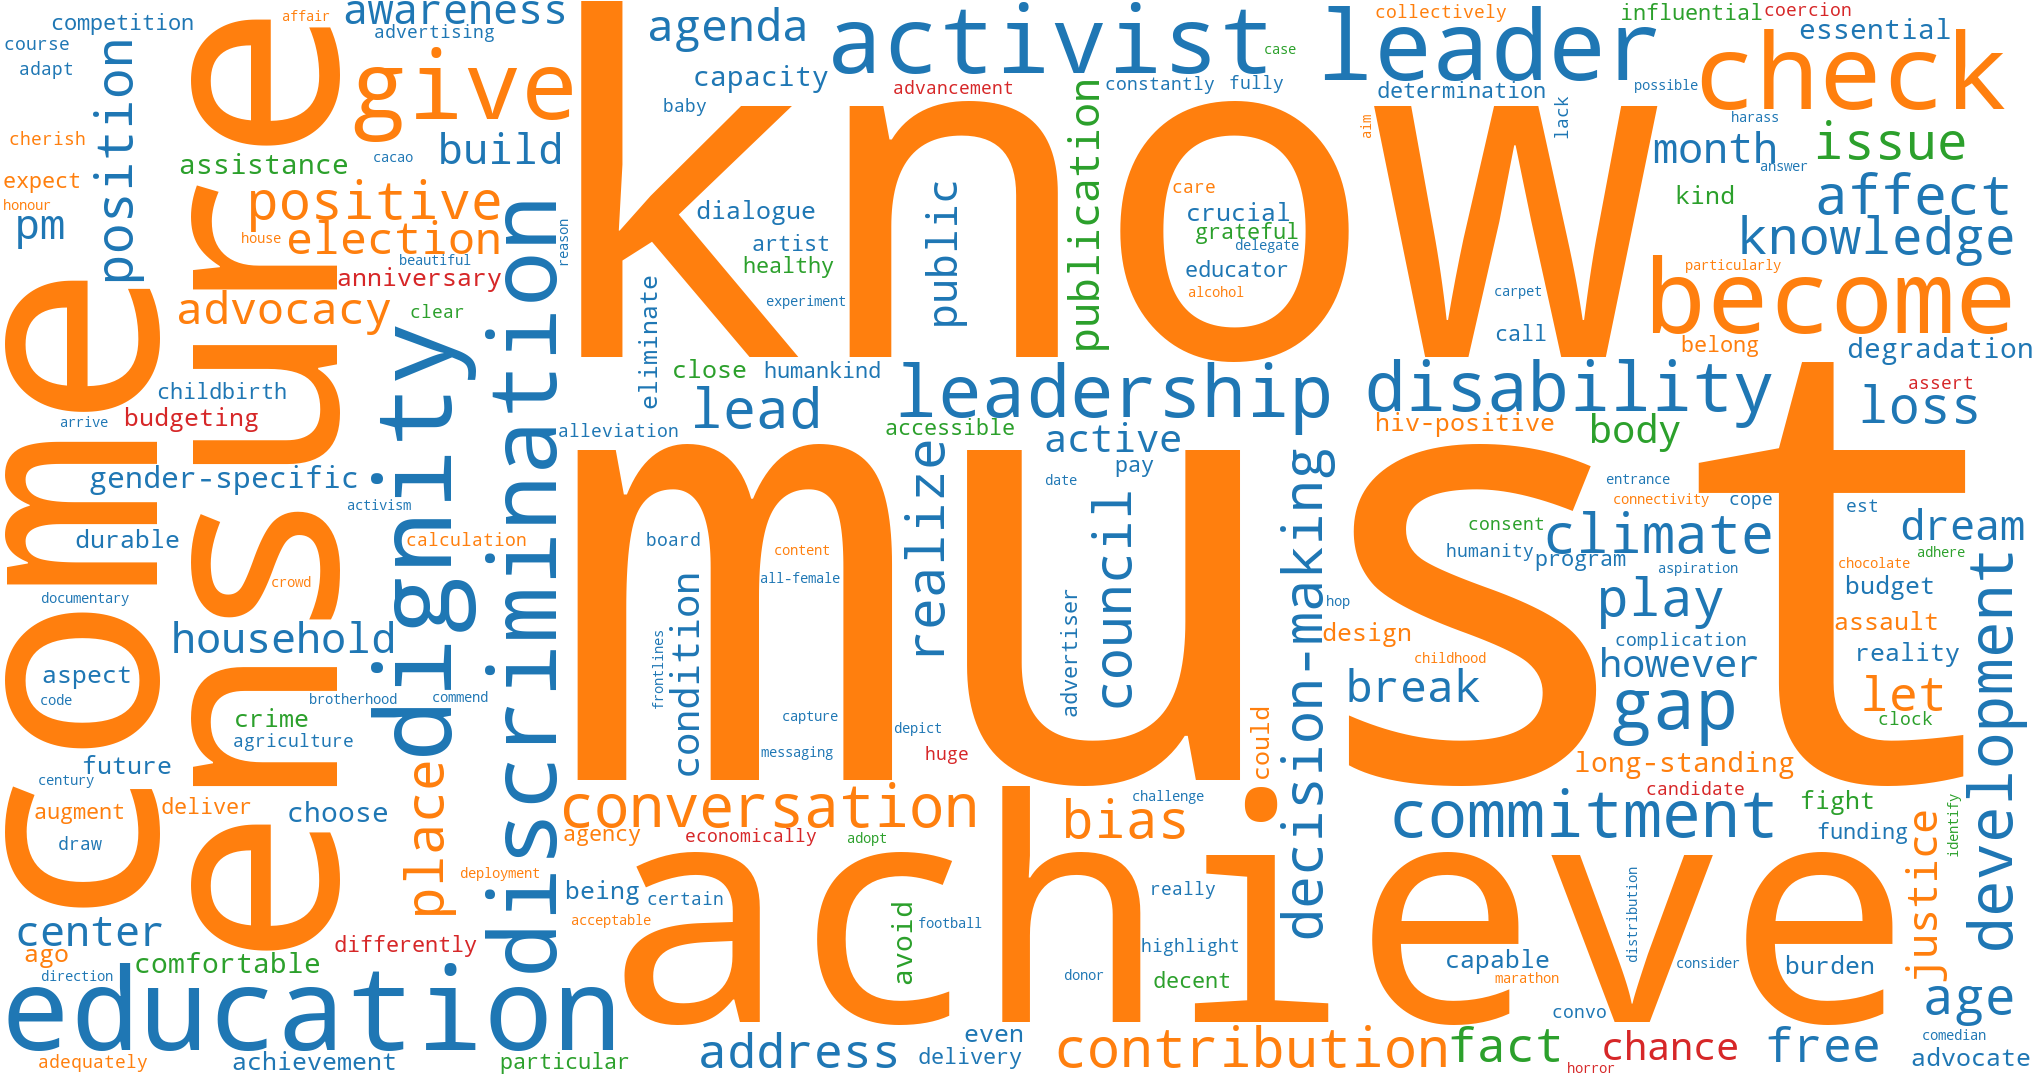 competition
affair
awareness
advertising
course
adapt
position
ensure
give
know
agenda
capacity
baby
activist
advancement
constantly
case
fully
leader
collectively
influential
coercion
essential
determination
possible
check
cherish
expect
honour
pm
assistance
cacao
build
positive
house
election
beautiful
anniversary
reason
aim
lack
harass
month
issue
answer
kind
affect
knowledge
particularly
become
belong
degradation
advocacy
clear
dignity
discrimination
dialogue
artist
healthy
experiment
eliminate
public
publication
care
crucial
grateful
delegate
educator
alcohol
carpet
call
come
childbirth
budgeting
arrive
gender-specific
activism
durable
calculation
crowd
documentary
household
close
humankind
alleviation
lead
leadership
accessible
disability
hiv-positive
body
assert
loss
active
pay
date
realize
council
decision-making
must
entrance
connectivity
cope
est
consent
climate
humanity
program
aspiration
dream
adhere
chocolate
budget
development
board
content
all-female
condition
frontlines
advertiser
hop
design
childhood
play
complication
however
assault
reality
break
gap
let
clock
aspect
code
brotherhood
commend
crime
agriculture
future
century
augment
deliver
choose
draw
place
capture
depict
messaging
huge
could
long-standing
candidate
conversation
challenge
bias
agency
economically
adopt
commitment
fight
funding
identify
justice
achieve
deployment
being
certain
acceptable
avoid
football
really
highlight
donor
decent
distribution
capable
consider
marathon
burden
center
ago
differently
direction
comfortable
education
age
convo
adequately
achievement
particular
address
even
delivery
contribution
fact
horror
chance
free
comedian
advocate